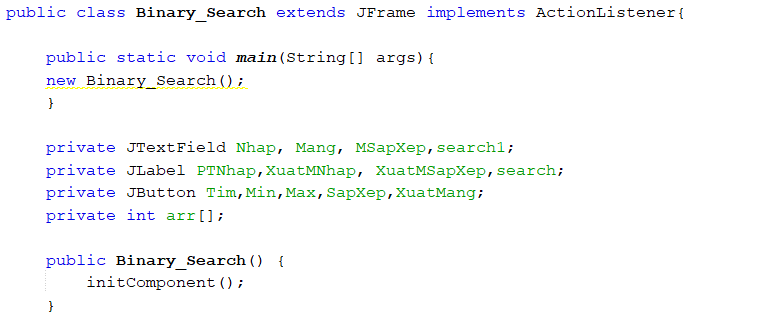 public class Binary_Search extends JFrame implements ActionListener{
public static void main(String[] args){
new Binary_Search();
}
private JTextField Nhap, Mang, MSapXep,search1;
private JLabel PTNhap,XuatMNhap, XuatMSapXep,search;
private JButton Tim,Min,Max,SapXep,XuatMang;
private int arr[];
public Binary_Search() {
initComponent();
}